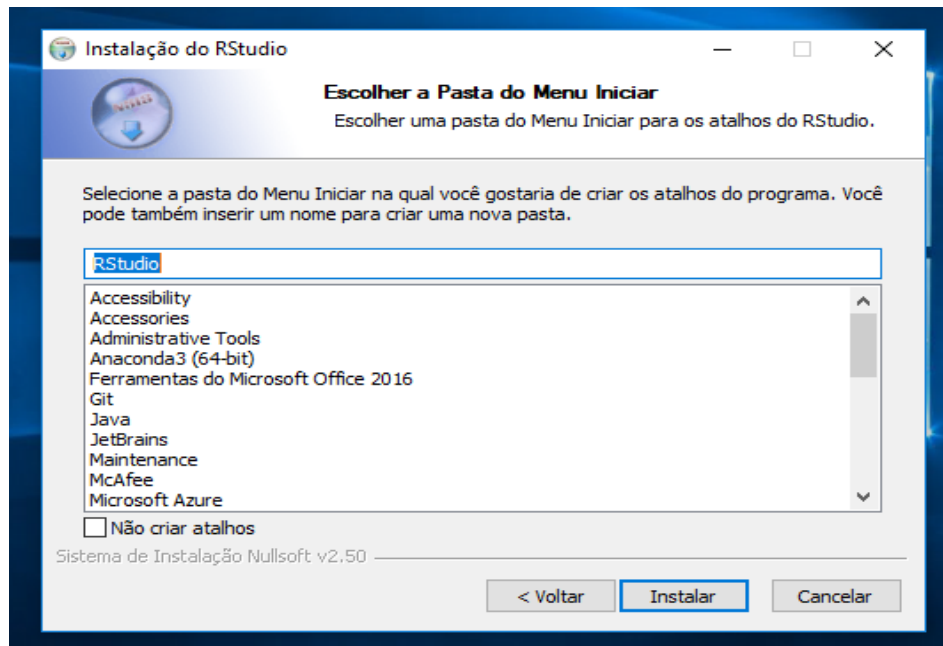 Instalação do RStudio
Escolher a Pasta do Menu Iniciar
Escolher uma pasta do Menu Iniciar para os atalhos do RStudio.
Selecione a pasta do Menu Iniciar na qual você gostaria de criar os atalhos do programa. Você
pode também inserir um nome para criar uma nova pasta.
RStudio
Accessibility
Accessories
Administrative Tools
Anaconda3 (64-bit)
Ferramentas do Microsoft Office 2016
Git
Java
JetBrains
Maintenance
McAfee
Microsoft Azure
Não criar atalhos
Sistema de Instalação Nullsoft v2.50
< Voltar
Instalar
Cancelar